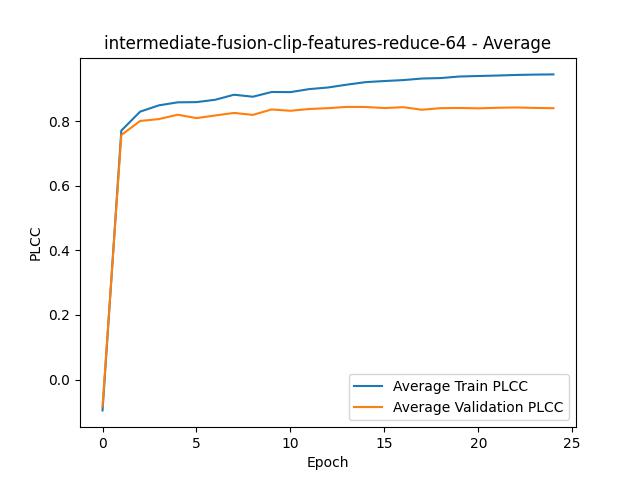 intermediate-fusion-clip-features-reduce-64 - Average
PLCC
0.8
0.6
0.4
0.2
0.0
Average Train PLCC
Average Validation PLCC
0
5
10
15
20
25
Epoch